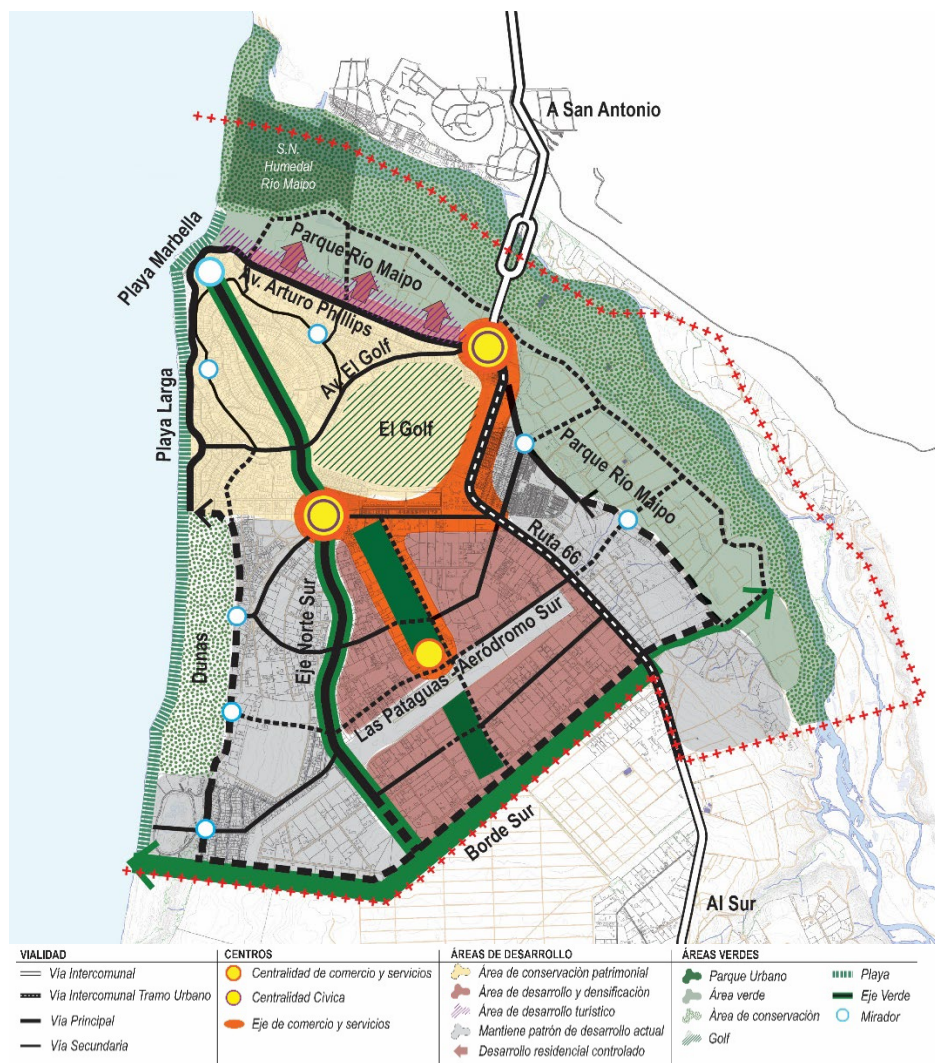 A San Antonio
S.N.
Humedal
Río Maipo
Playa Marbella
Parque Río Maipo
Av. Arturo Phillips
Av. El Golf
Playa Larga
El Golf
Parque Río Maipo
Ruta 66
Dunas
Eje Norte Sur
Las Pataguas - Aeródromo Sur
Borde Sur
Al Sur
VIALIDAD
Vía Intercomunal
Vía Intercomunal Tramo Urbano
Vía Principal
Vía Secundaria
CENTROS
Centralidad de comercio y servicios
Centralidad Cívica
Eje de comercio y servicios
ÁREAS DE DESARROLLO
Área de conservaciòn patrimonial
Área de desarrollo y densificaciòn
Área de desarrollo turístico
Mantiene patrón de desarrollo actual
Desarrollo residencial controlado
ÁREAS VERDES
Parque Urbano
Área verde
Área de conservaciòn
Golf
Playa
Eje Verde
Mirador